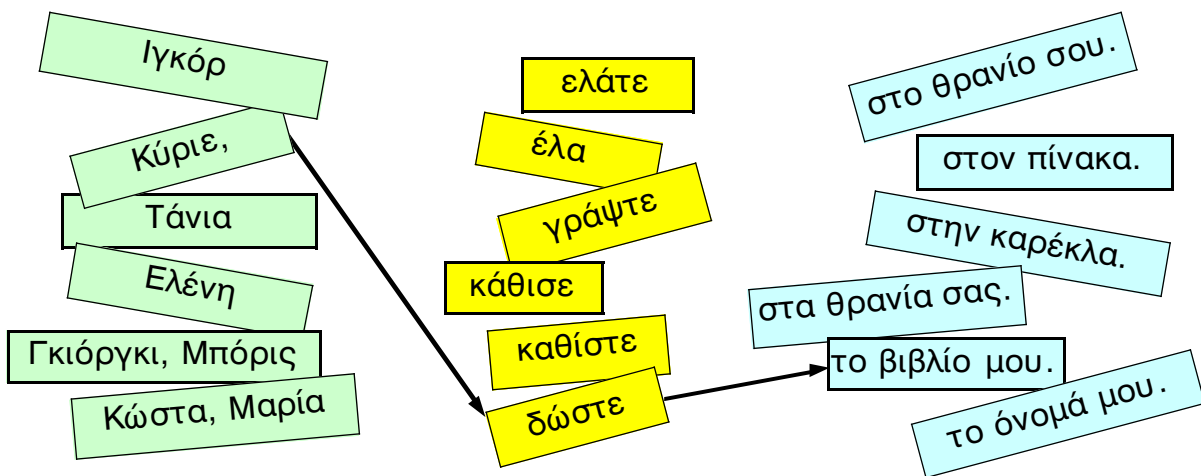 Ιγκόρ
Κύριε,
Τάνια
Ελένη
Γκιόργκι, Μπόρις
Κώστα, Μαρία
ελάτε
έλα
γράψτε
κάθισε
καθίστε
δώστε
στο θρανίο σου.
στον πίνακα.
στην καρέκλα.
στα θρανία σας.
το βιβλίο μου.
το όνομά μου.